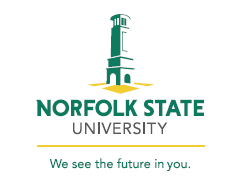 NORFOLK STATE
UNIVERSITY
We see the future in you.